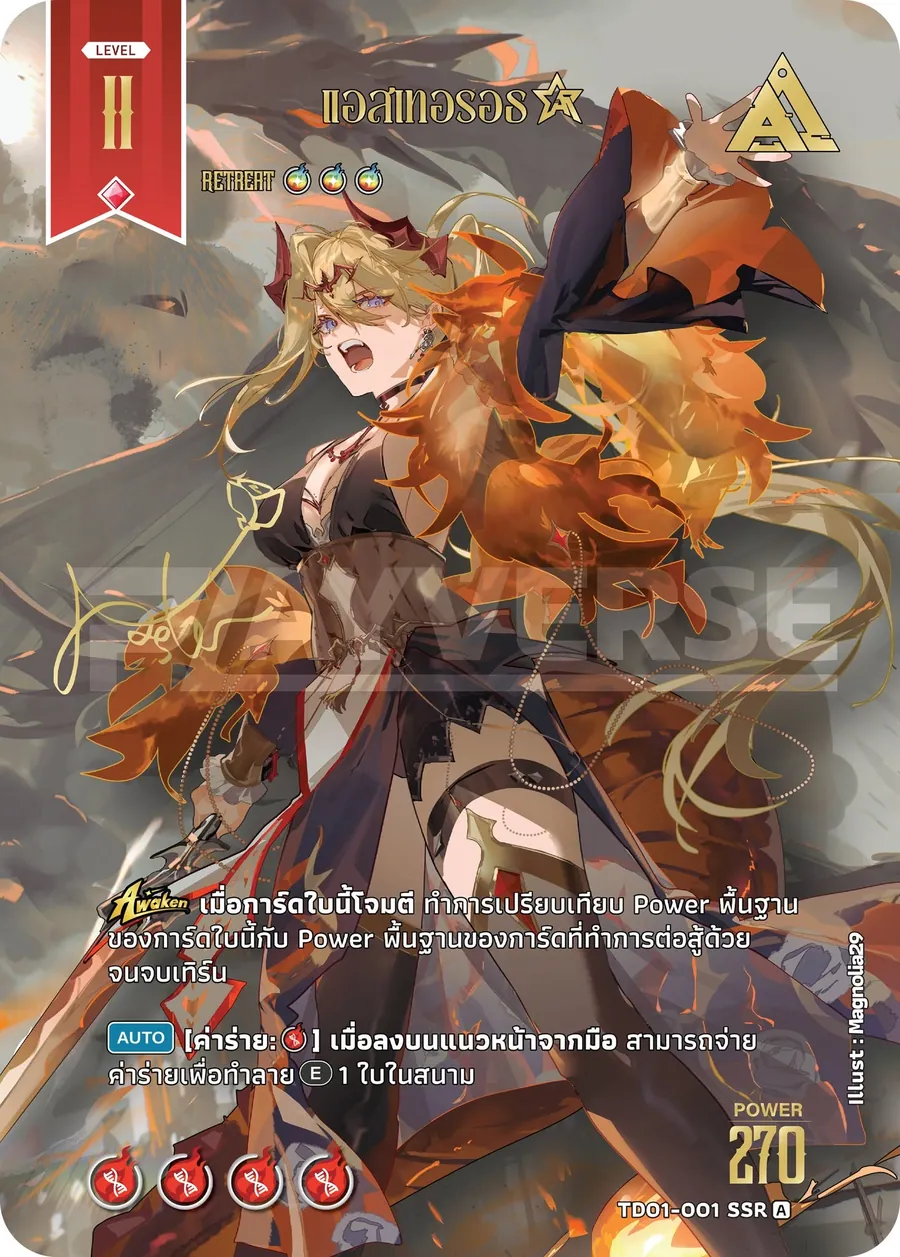 LEVEL
II
แอสเทอรอธ
RETREAT
Awaken เมื่อการ์ดใบนี้โจมตี ทำการเปรียบเทียบ Power พื้นฐาน
ของการ์ดใบนี้กับ Power พื้นฐานของการ์ดที่ทำการต่อสู้ด้วย
จนจบเทิร์น
AUTO [ค่าร่าย: ] เมื่อลงบนแนวหน้าจากมือ สามารถจ่าย
ค่าร่ายเพื่อทำลาย E 1 ใบในสนาม
Illust : Magnolia29
POWER
270
TD01-001 SSR A